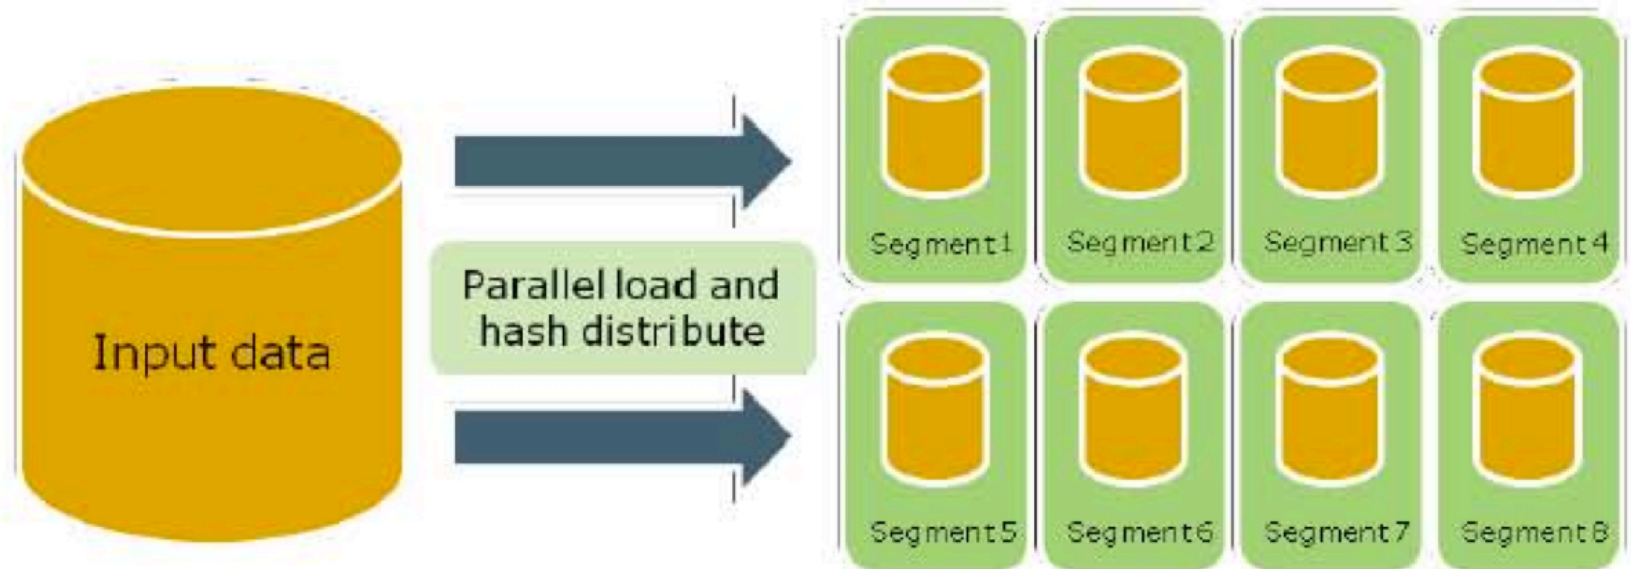 Input data
Parallel load and
hash distribute
Segment1
Segment2
Segment3
Segment4
Segment5
Segment6
Segment7
Segment8